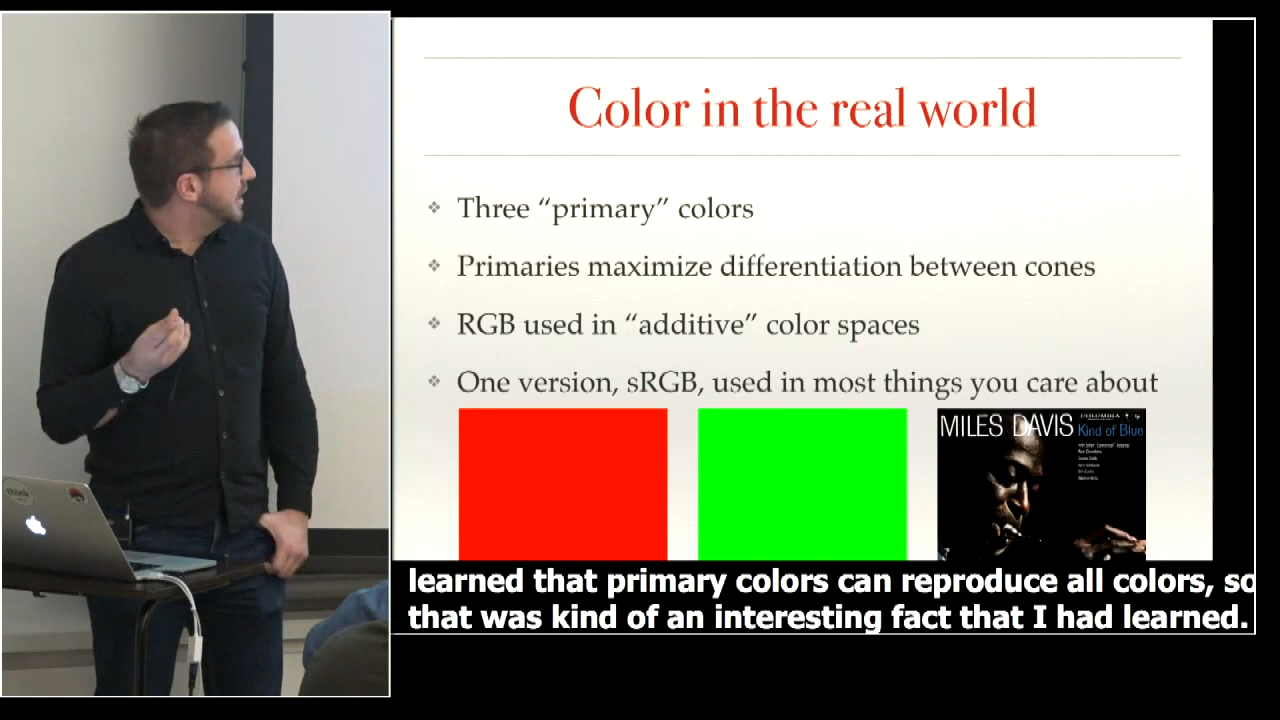 Color in the real world
Three “primary” colors
Primaries maximize differentiation between cones
RGB used in “additive” color spaces
One version, sRGB, used in most things you care about
MILES DAVIS
Kind of Blue
learned that primary colors can reproduce all colors, so
that was kind of an interesting fact that I had learned.